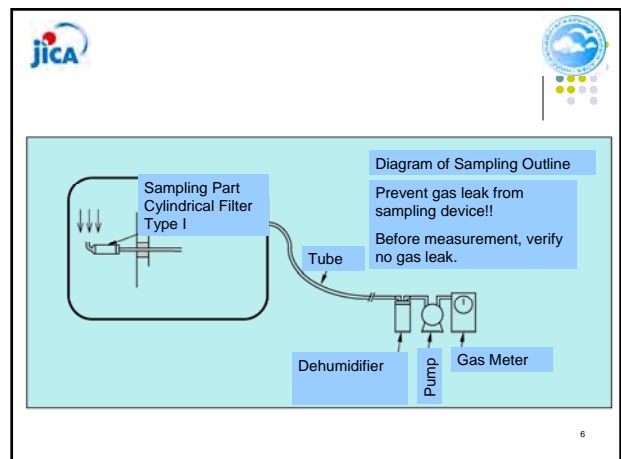 jICA
Diagram of Sampling Outline
Sampling Part
Cylindrical Filter
Type I
Prevent gas leak from
sampling device!!
Before measurement, verify
no gas leak.
Tube
Dehumidifier
Pump
Gas Meter
6